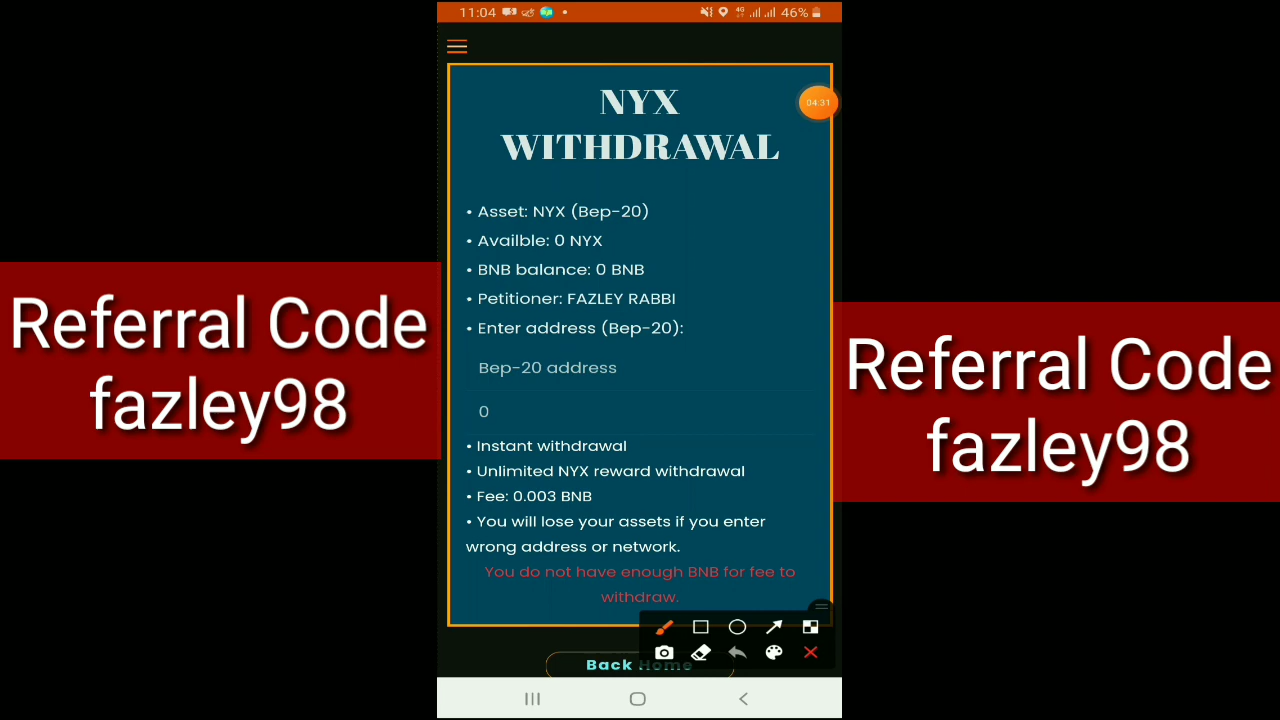 11:04
4G
46%
04:31
NYX
WITHDRAWAL
• Asset: NYX (Bep-20)
• Availble: 0 NYX
• BNB balance: 0 BNB
• Petitioner: FAZLEY RABBI
• Enter address (Bep-20):
Bep-20 address
0
• Instant withdrawal
• Unlimited NYX reward withdrawal
• Fee: 0.003 BNB
• You will lose your assets if you enter
wrong address or network.
You do not have enough BNB for fee to
withdraw.
Back Home
Referral Code
fazley98
Referral Code
fazley98